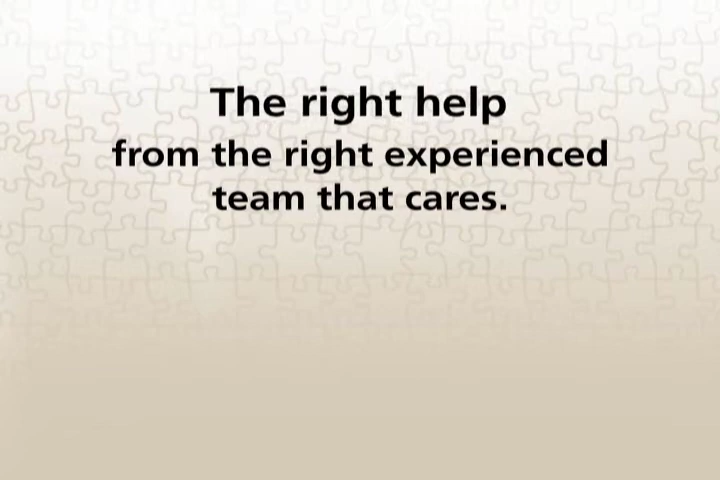 The right help
from the right experienced
team that cares.